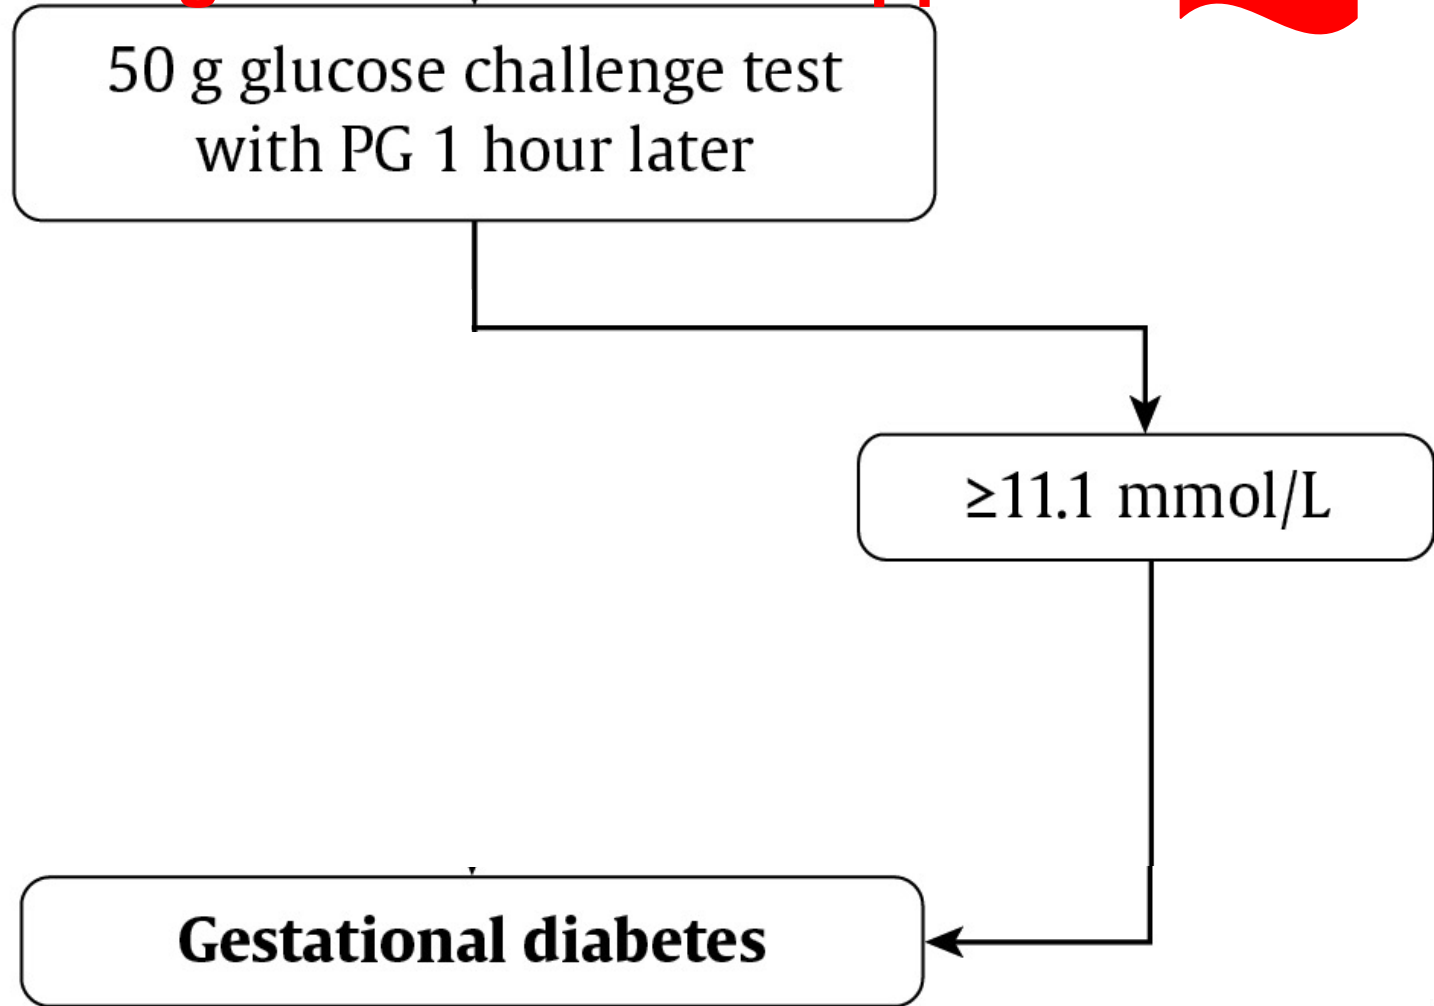 50 g glucose challenge test
with PG 1 hour later
≥11.1 mmol/L
Gestational diabetes